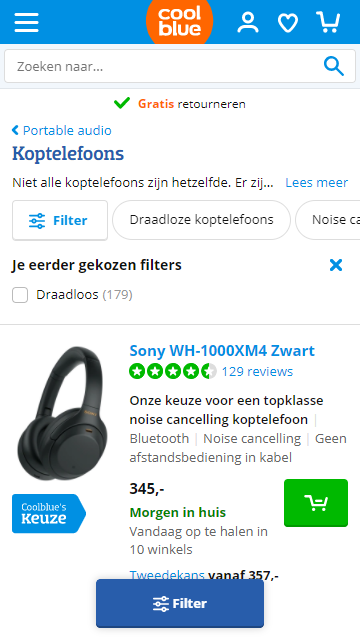 cool
blue
Zoeken naar...
Gratis retourneren
Portable audio
Koptelefoons
Niet alle koptelefoons zijn hetzelfde. Er zij... Lees meer
Filter
Draadloze koptelefoons
Noise ca
Je eerder gekozen filters
Draadloos (179)
Sony WH-1000XM4 Zwart
129 reviews
Onze keuze voor een topklasse
noise cancelling koptelefoon |
Bluetooth | Noise cancelling | Geen
afstandsbediening in kabel
Coolblue's
Keuze
345,-
Morgen in huis
Vandaag op te halen in
10 winkels
Tweedekans vanaf 357,-
Filter